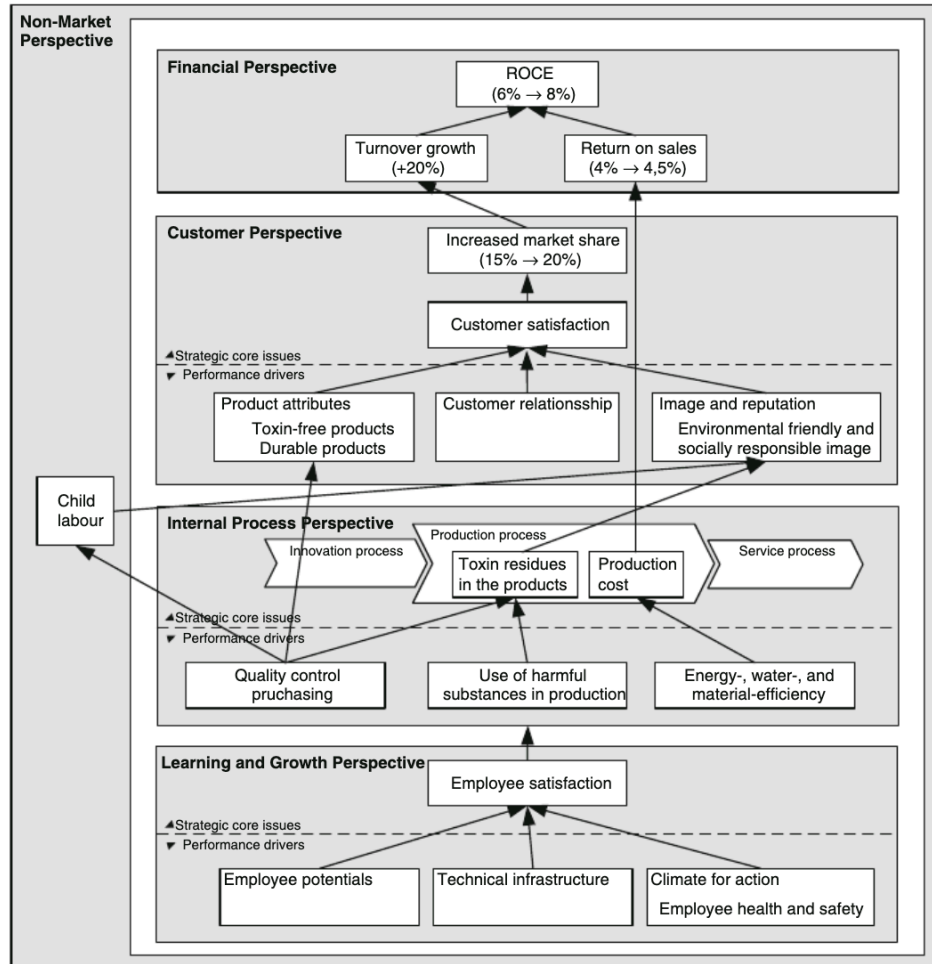 Non-Market
Perspective
Financial Perspective
ROCE
(6% → 8%)
Turnover growth
(+20%)
Return on sales
(4% → 4,5%)
Customer Perspective
Increased market share
(15% → 20%)
Customer satisfaction
Strategic core issues
Performance drivers
Product attributes
Toxin-free products
Durable products
Customer relationsship
Image and reputation
Environmental friendly and
socially responsible image
Child
labour
Internal Process Perspective
Innovation process
Production process
Toxin residues
in the products
Production
cost
Service process
Strategic core issues
Performance drivers
Quality control
pruchasing
Use of harmful
substances in production
Energy-, water-, and
material-efficiency
Learning and Growth Perspective
Employee satisfaction
Strategic core issues
Performance drivers
Employee potentials
Technical infrastructure
Climate for action
Employee health and safety